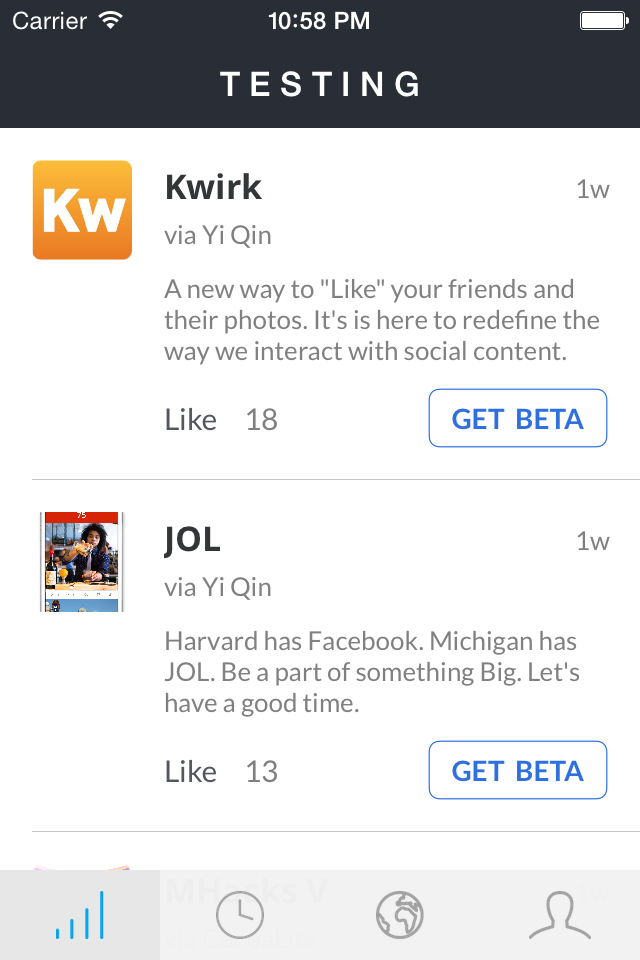 Carrier 10:58 PM
TESTING
Kw
Kwirk 1w
via Yi Qin
A new way to "Like" your friends and
their photos. It's is here to redefine the
way we interact with social content.
Like 18 GET BETA
75
JOL 1w
via Yi Qin
Harvard has Facebook. Michigan has
JOL. Be a part of something Big. Let's
have a good time.
Like 13 GET BETA
MHacks V 1w
via